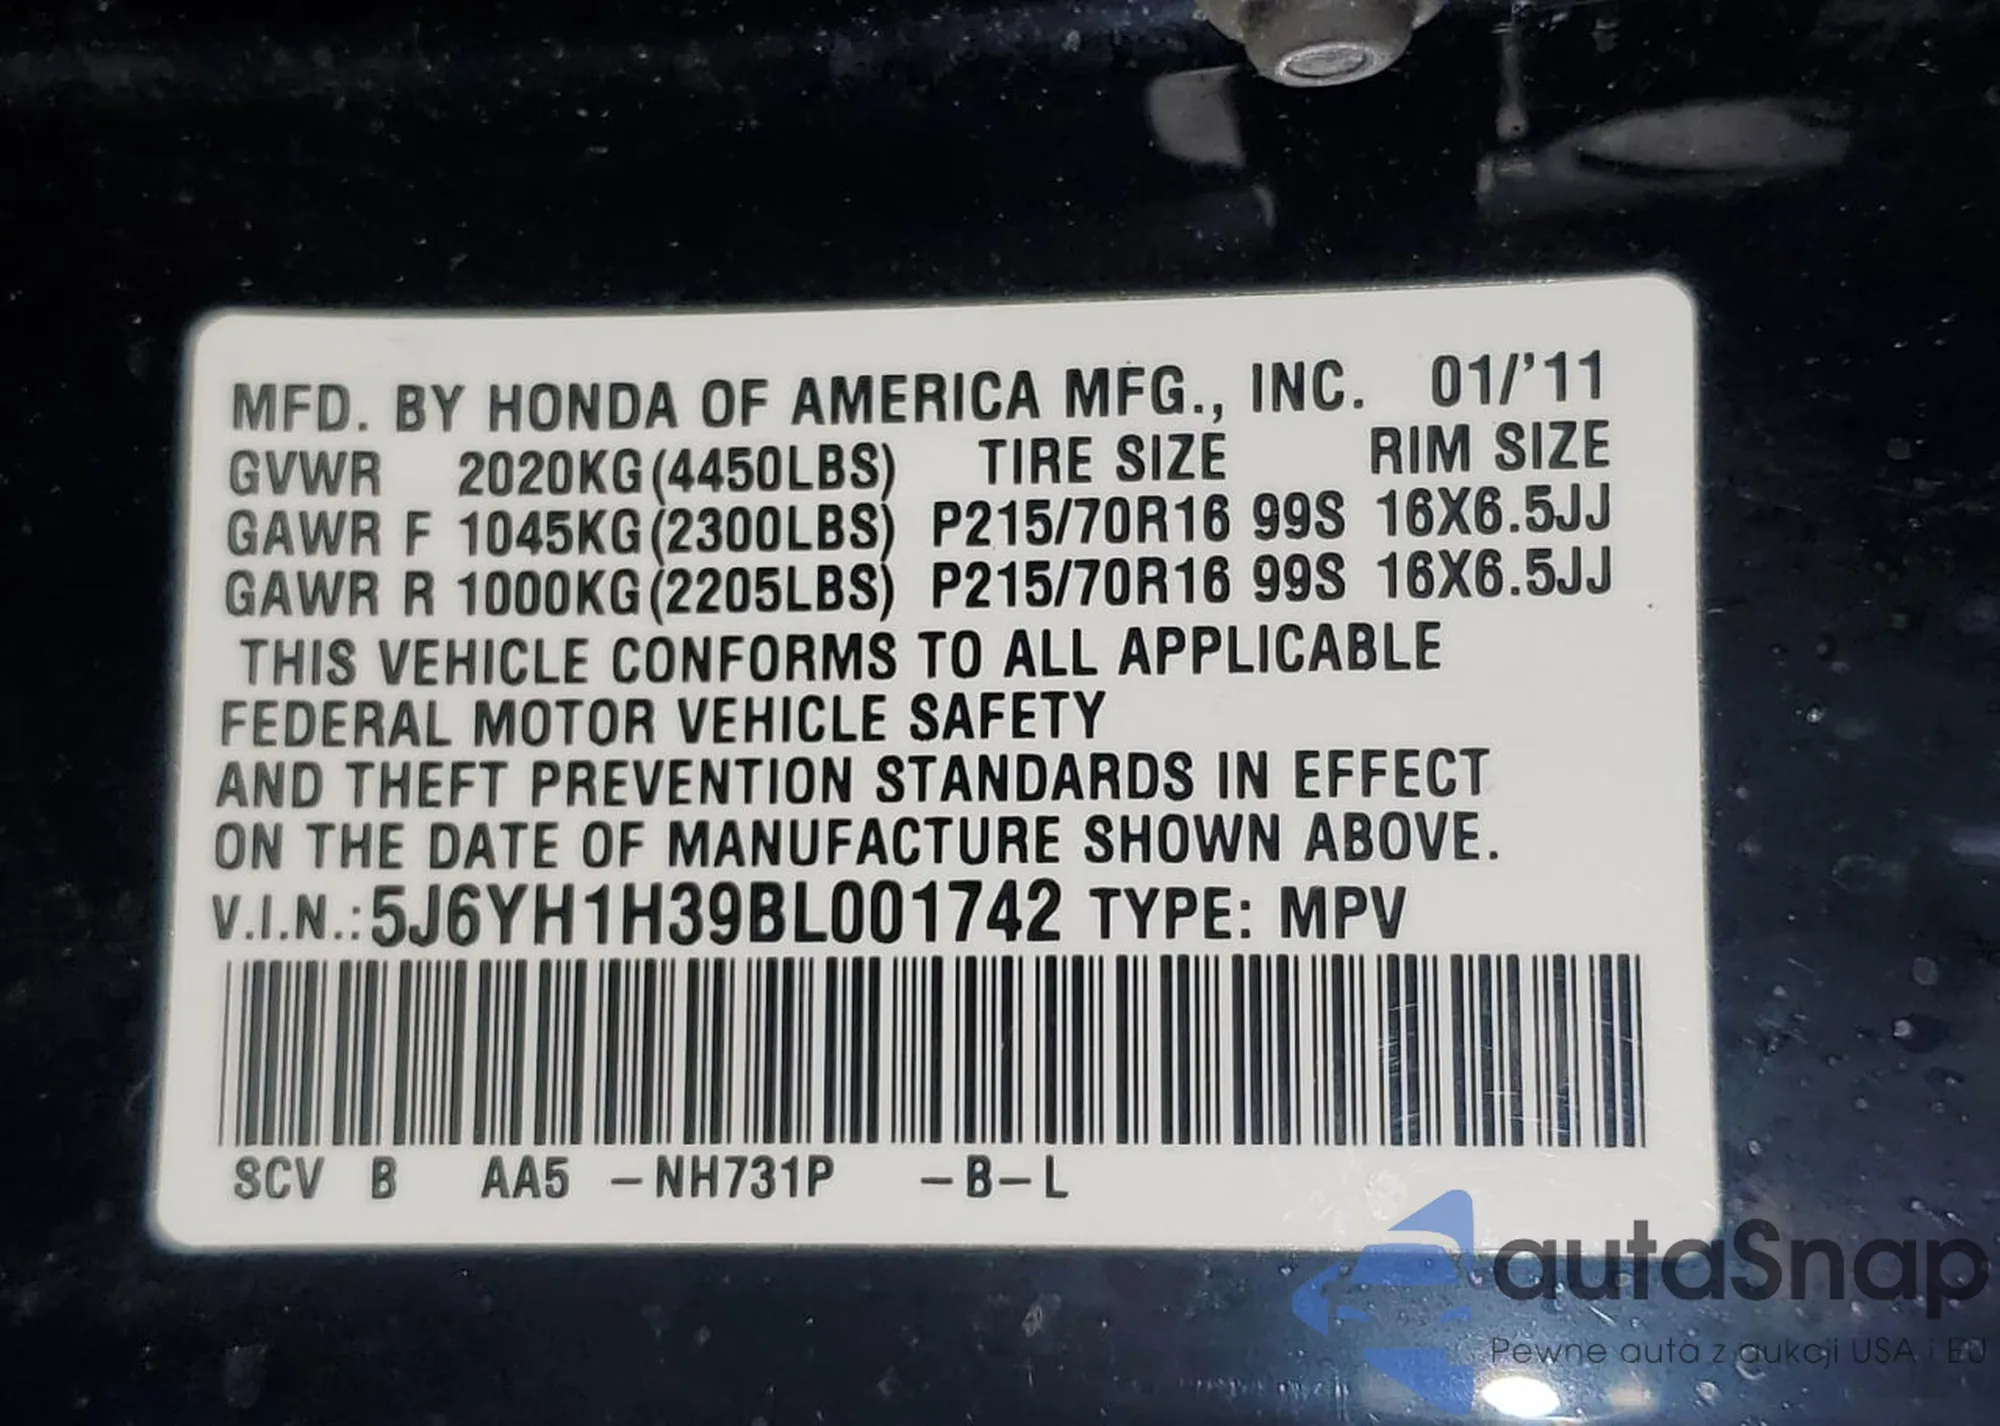 MFD. BY HONDA OF AMERICA MFG., INC. 01/'11
GVWR 2020KG(4450LBS) TIRE SIZE RIM SIZE
GAWR F 1045KG(2300LBS) P215/70R16 99S 16X6.5JJ
GAWR R 1000KG(2205LBS) P215/70R16 99S 16X6.5JJ
THIS VEHICLE CONFORMS TO ALL APPLICABLE
FEDERAL MOTOR VEHICLE SAFETY
AND THEFT PREVENTION STANDARDS IN EFFECT
ON THE DATE OF MANUFACTURE SHOWN ABOVE.
V.I.N.: 5J6YH1H39BL001742 TYPE: MPV
SCV B AA5 -NH731P -B-L
autaSnap
Pewne auta z aukcji USA i EU